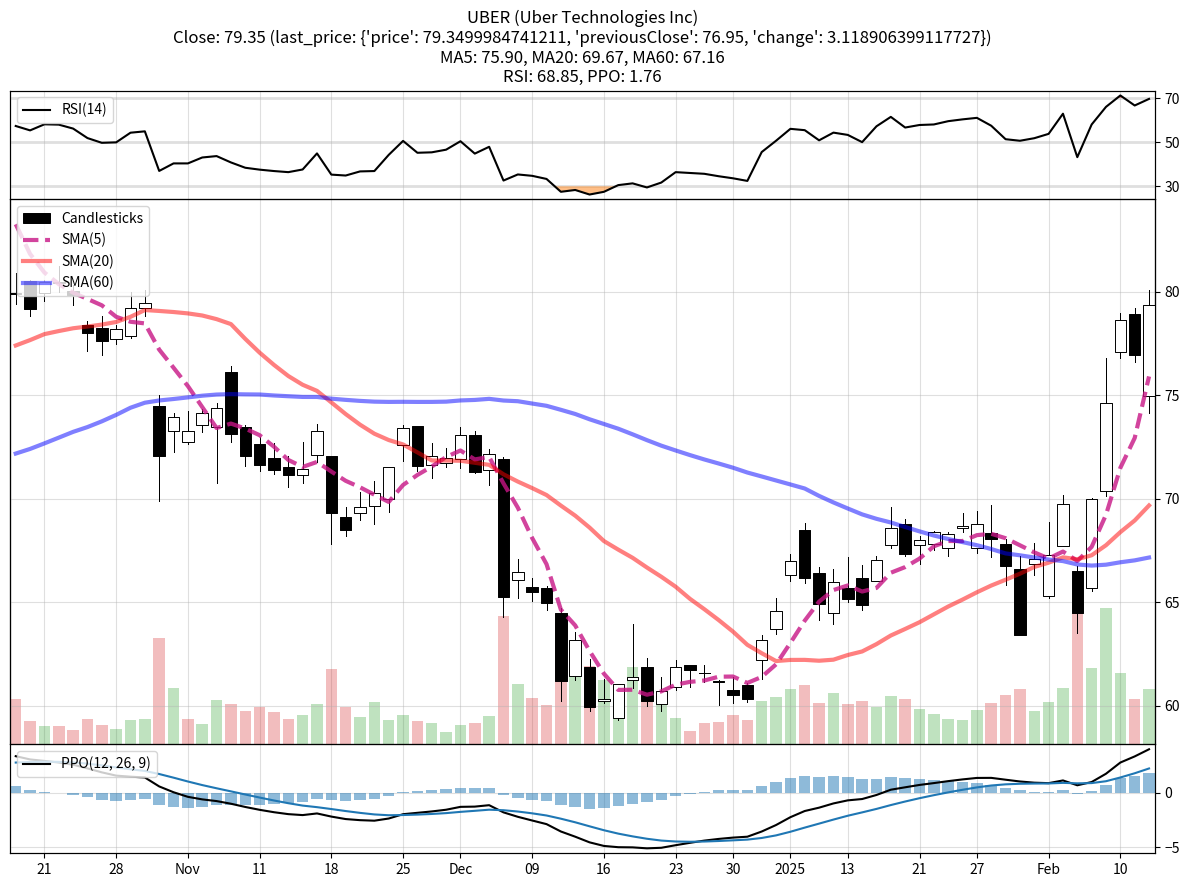 UBER (Uber Technologies Inc)
Close: 79.35 (last_price: {'price': 79.3499984741211, 'previousClose': 76.95, 'change': 3.118906399117727})
MA5: 75.90, MA20: 69.67, MA60: 67.16
RSI: 68.85, PPO: 1.76
RSI(14)
70
50
30
Candlesticks
SMA(5)
SMA(20)
SMA(60)
80
75
70
65
60
PPO(12, 26, 9)
0
−5
21 28 Nov 11 18 25 Dec 09 16 23 30 2025 13 21 27 Feb 10